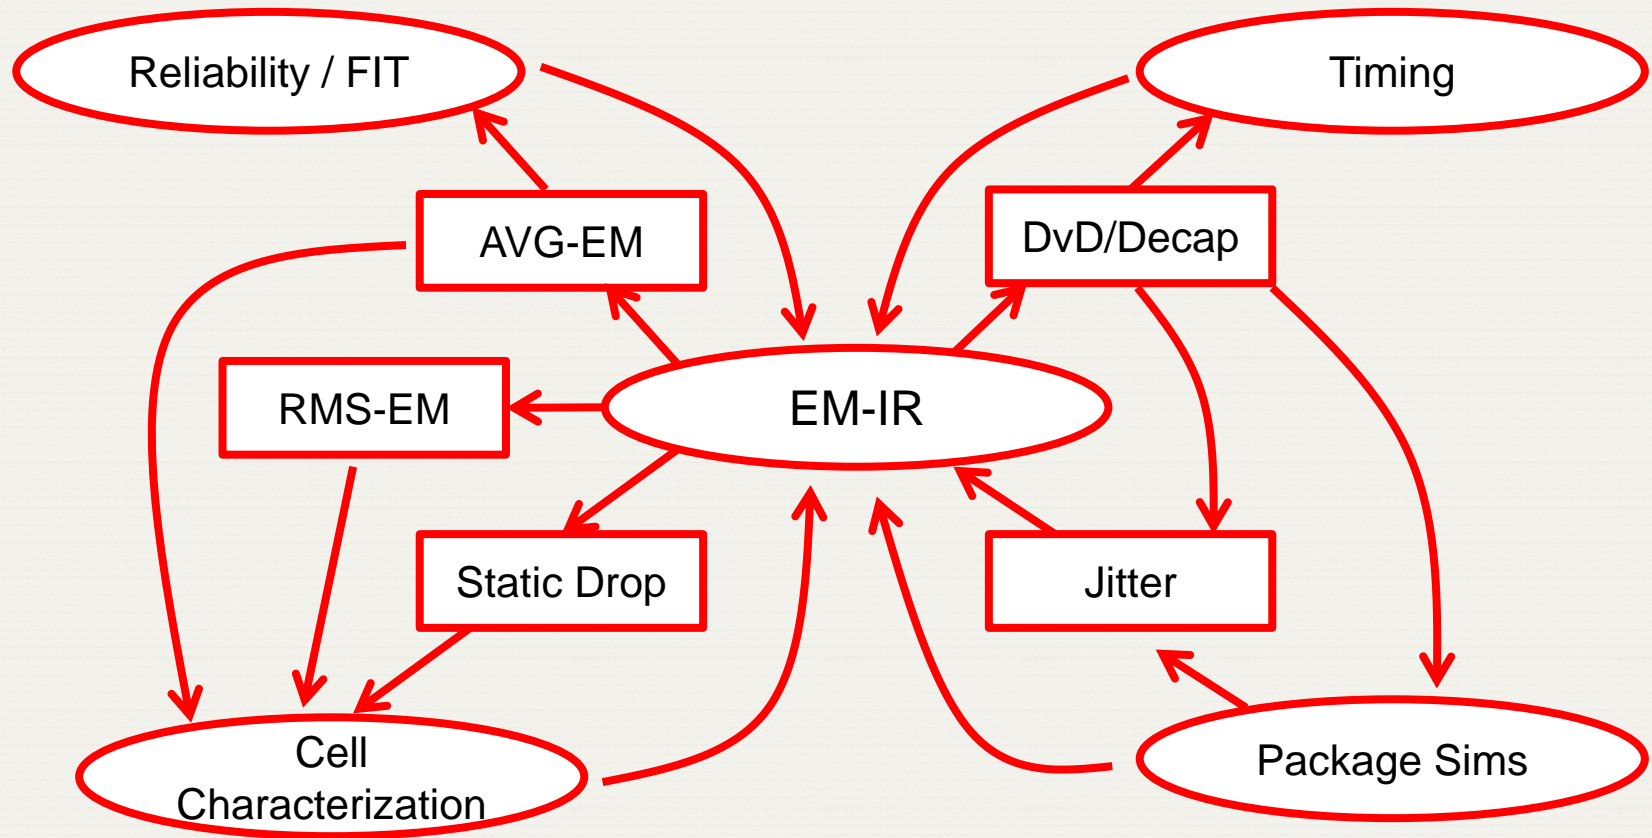 Reliability / FIT
Timing
AVG-EM
DvD/Decap
RMS-EM
EM-IR
Static Drop
Jitter
Cell
Characterization
Package Sims